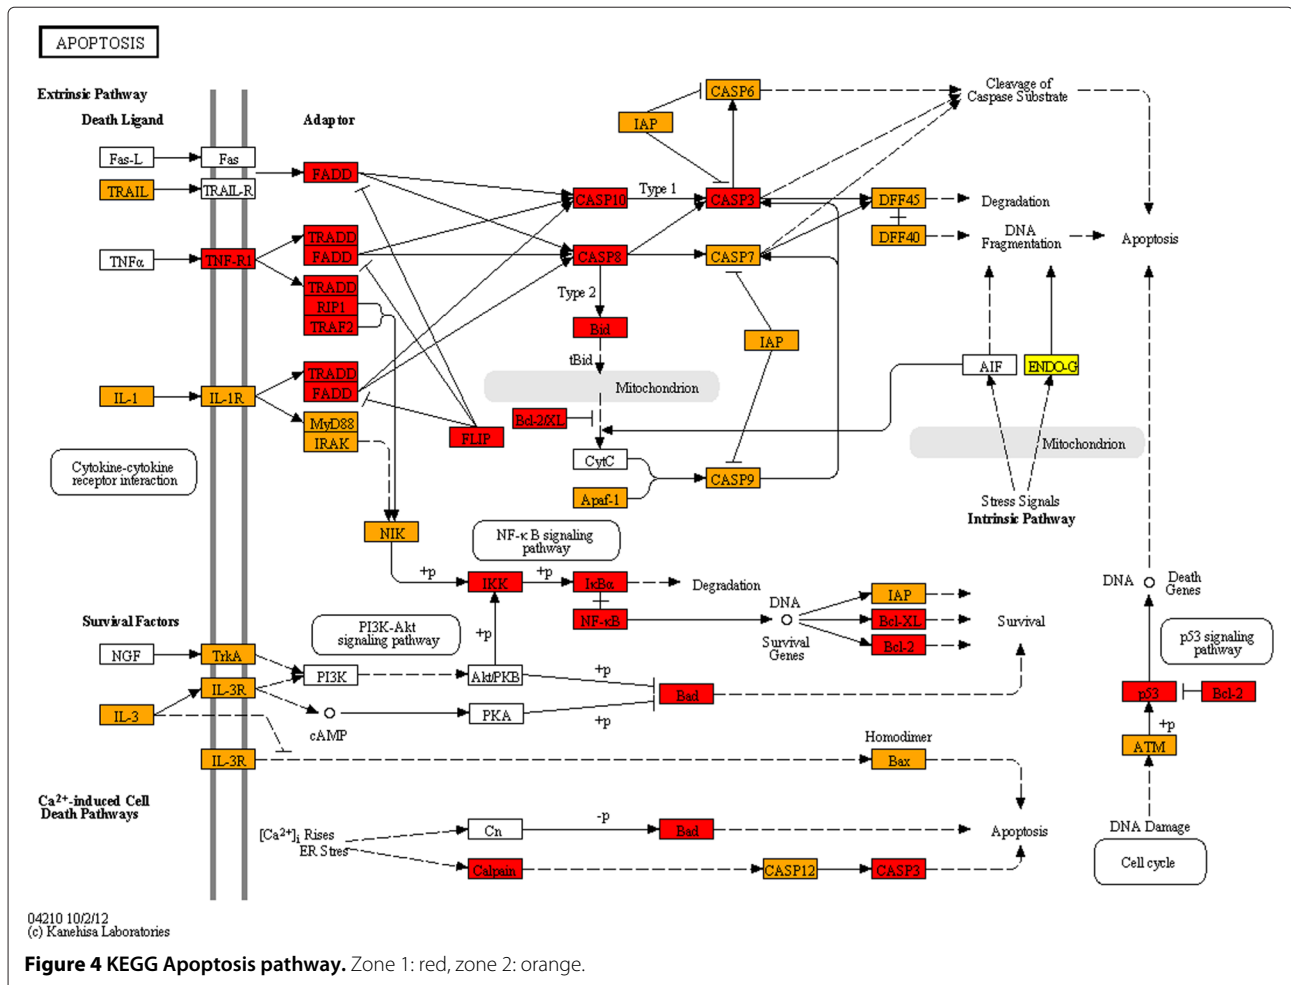 APOPTOSIS
Extrinsic Pathway
Death Ligand
Adaptor
Fas-L
Fas
TRAIL
TRAIL-R
FADD
TNFα
TNF-R1
TRADD
FADD
TRADD
RIP1
TRAF2
IL-1
IL-1R
TRADD
FADD
MyD88
IRAK
FLIP
Cytokine-cytokine
receptor interaction
NIK
CASP6
IAP
CASP10
Type 1
CASP3
CASP8
CASP7
Type 2
Bid
tBid
Mitochondrion
IAP
Bcl-2/XL
CytC
Apaf-1
CASP9
Cleavage of
Caspase Substrate
DFF45
Degradation
DFF40
DNA
Fragmentation
Apoptosis
AIF
ENDO-G
Mitochondrion
Stress Signals
Intrinsic Pathway
NF-κB signaling
pathway
+p
IKK
+p
IκBα
Degradation
NF-κB
DNA
Survival
Genes
IAP
Bcl-XL
Bcl-2
Survival
DNA
Death
Genes
p53 signaling
pathway
p53
Bcl-2
+p
ATM
DNA Damage
Cell cycle
Survival Factors
PI3K-Akt
signaling pathway
+p
NGF
TrkA
PI3K
Akt/PKB
+p
IL-3R
IL-3
cAMP
PKA
+p
Bad
IL-3R
Homodimer
Bax
Ca2+-induced Cell
Death Pathways
[Ca2+]i Rises
ER Stres
Cn
-p
Bad
Apoptosis
Calpain
CASP12
CASP3
04210 10/2/12
(c) Kanehisa Laboratories
Figure 4 KEGG Apoptosis pathway. Zone 1: red, zone 2: orange.